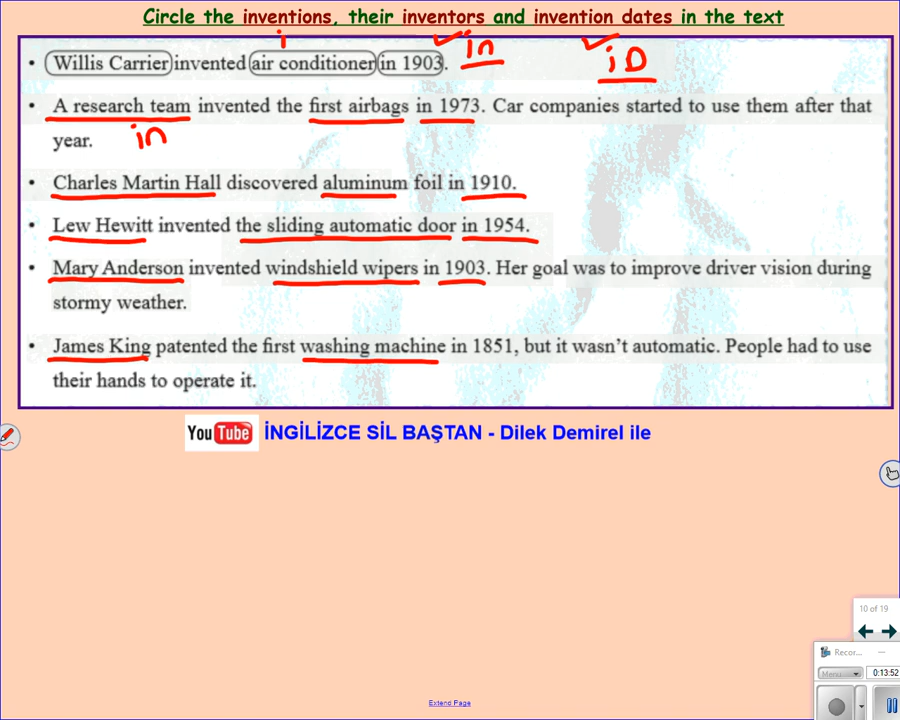 Circle the inventions, their inventors and invention dates in the text
i in iD
• Willis Carrier invented air conditioner in 1903.
• A research team invented the first airbags in 1973. Car companies started to use them after that
year.
in
• Charles Martin Hall discovered aluminum foil in 1910.
• Lew Hewitt invented the sliding automatic door in 1954.
• Mary Anderson invented windshield wipers in 1903. Her goal was to improve driver vision during
stormy weather.
• James King patented the first washing machine in 1851, but it wasn't automatic. People had to use
their hands to operate it.
YouTube İNGİLİZCE SİL BAŞTAN - Dilek Demirel ile
10 of 19
Recor...
Menu 0:13:52
Extend Page